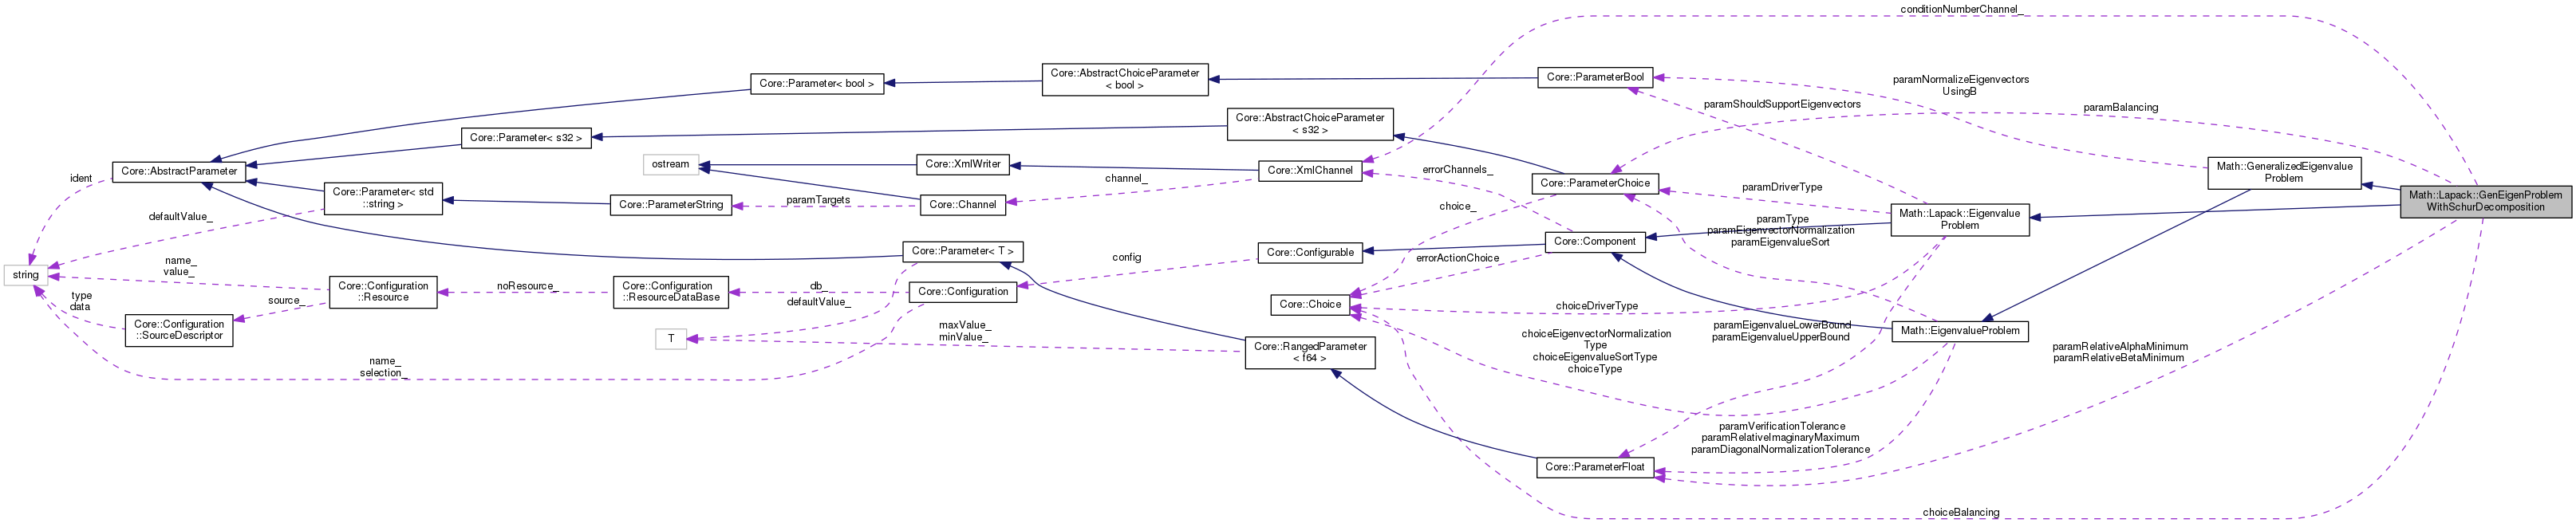 conditionNumberChannel_
Core::Parameter< bool >
Core::AbstractChoiceParameter
< bool >
Core::ParameterBool
paramNormalizeEigenvectors
UsingB
paramShouldSupportEigenvectors
paramBalancing
Core::AbstractChoiceParameter
< s32 >
Core::Parameter< s32 >
ostream
Core::XmlWriter
Core::XmlChannel
errorChannels_
Core::AbstractParameter
ident
Core::Parameter< std
::string >
channel_
Core::ParameterChoice
paramDriverType
Math::GeneralizedEigenvalue
Problem
Math::Lapack::GenEigenProblem
WithSchurDecomposition
defaultValue_
Core::ParameterString
paramTargets
Core::Channel
choice_
Math::Lapack::Eigenvalue
Problem
paramType
paramEigenvectorNormalization
paramEigenvalueSort
Core::Parameter< T >
Core::Configurable
Core::Component
errorActionChoice
config
string
name_
value_
Core::Configuration
::Resource
noResource_
Core::Configuration
::ResourceDataBase
db_
Core::Configuration
defaultValue_
Core::Choice
choiceDriverType
type
data
source_
Core::Configuration
::SourceDescriptor
T
maxValue_
minValue_
Core::RangedParameter
< f64 >
choiceEigenvectorNormalization
Type
choiceEigenvalueSortType
choiceType
paramEigenvalueLowerBound
paramEigenvalueUpperBound
Math::EigenvalueProblem
paramRelativeAlphaMinimum
paramRelativeBetaMinimum
name_
selection_
paramVerificationTolerance
paramRelativeImaginaryMaximum
paramDiagonalNormalizationTolerance
Core::ParameterFloat
choiceBalancing